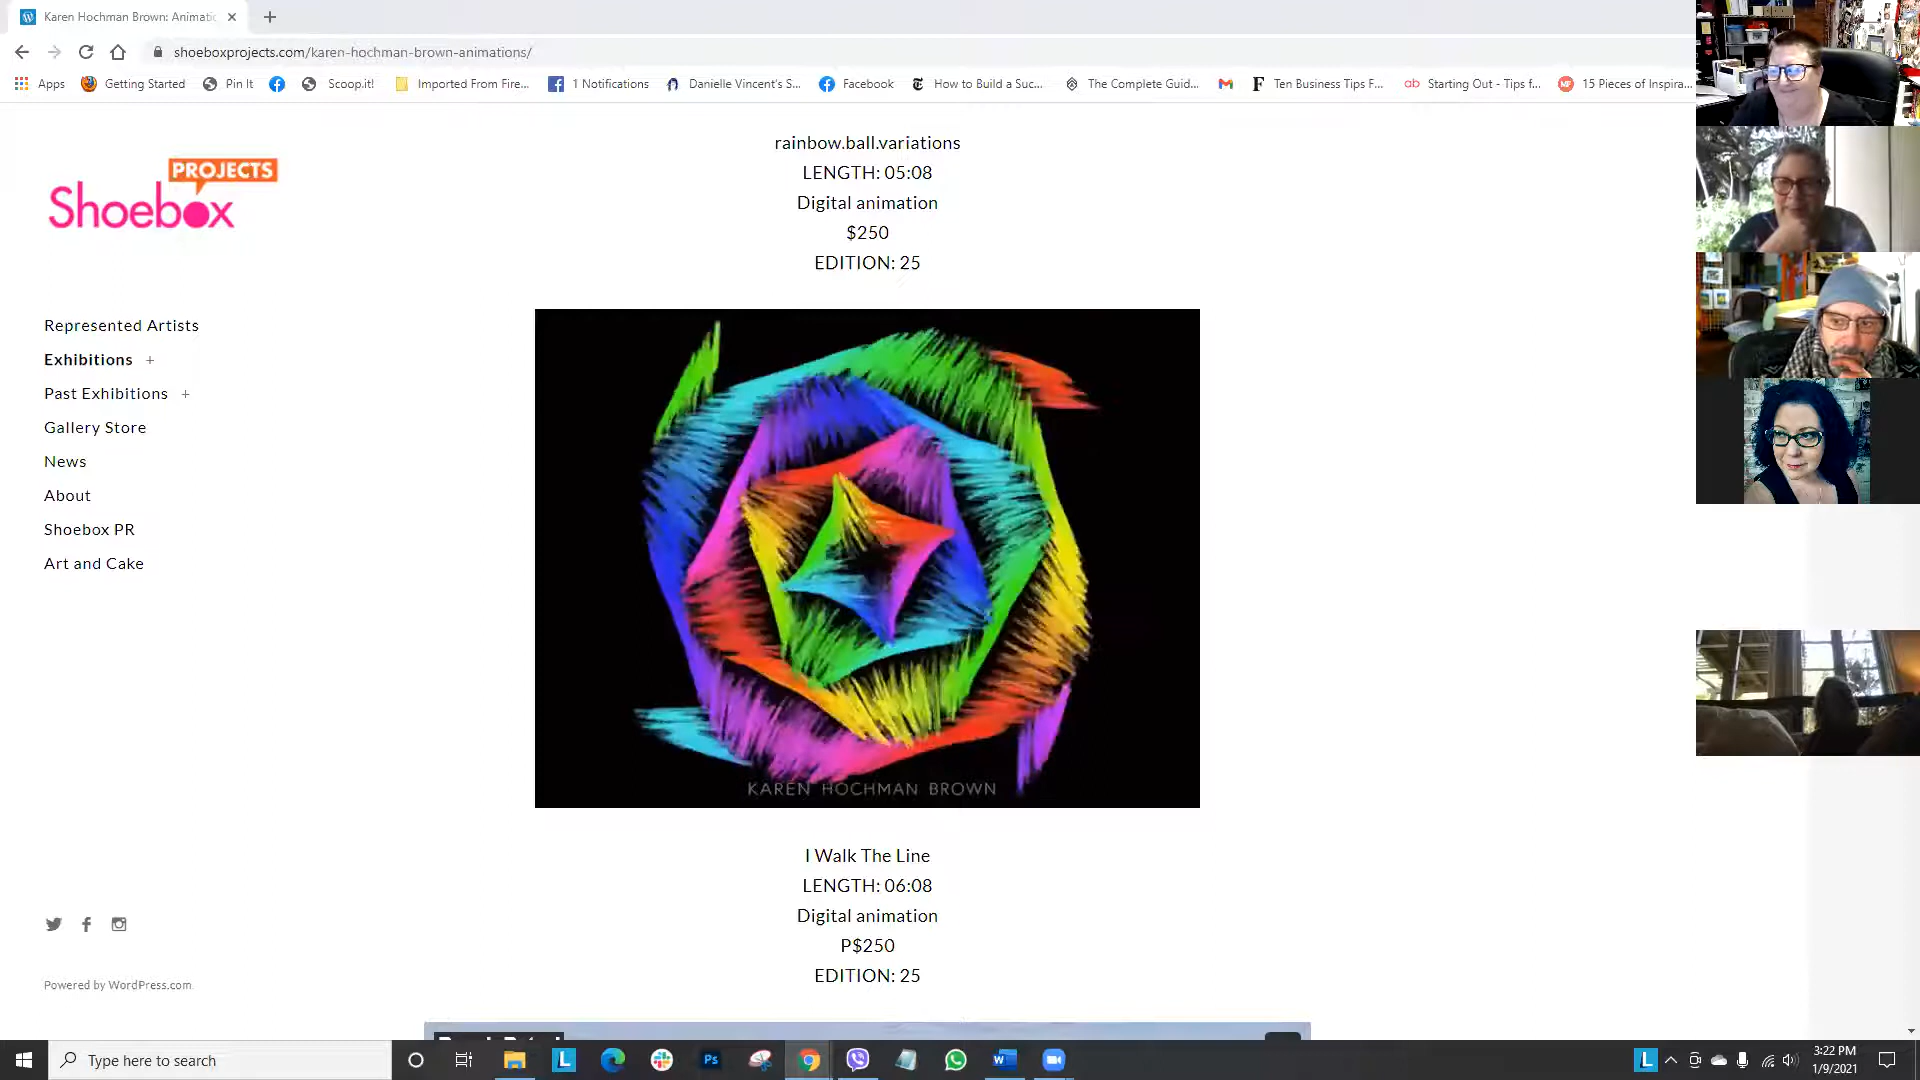 Karen Hochman Brown: Animatic
shoeboxprojects.com/karen-hochman-brown-animations/
Apps Getting Started Pin It Scoop.it! Imported From Fire... 1 Notifications Danielle Vincent's S... Facebook How to Build a Suc... The Complete Guid... Ten Business Tips F... ab Starting Out - Tips f... 15 Pieces of Inspira...
PROJECTS
Shoebox
Represented Artists
Exhibitions +
Past Exhibitions +
Gallery Store
News
About
Shoebox PR
Art and Cake
Powered by WordPress.com.
rainbow.ball.variations
LENGTH: 05:08
Digital animation
$250
EDITION: 25
KAREN HOCHMAN BROWN
I Walk The Line
LENGTH: 06:08
Digital animation
P$250
EDITION: 25
Type here to search
3:22 PM
1/9/2021